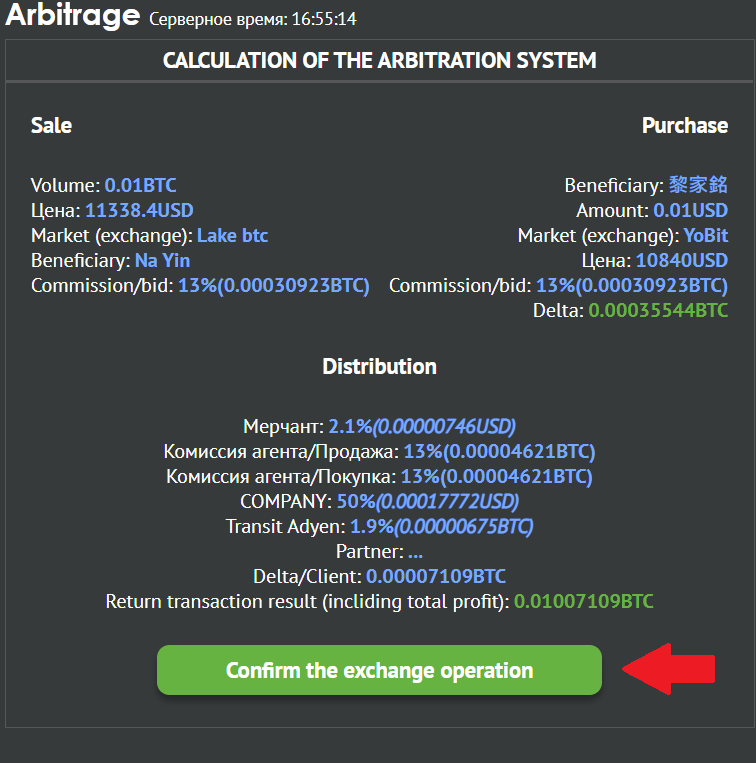 Arbitrage Серверное время: 16:55:14
CALCULATION OF THE ARBITRATION SYSTEM
Sale
Volume: 0.01BTC
Цена: 11338.4USD
Market (exchange): Lake btc
Beneficiary: Na Yin
Commission/bid: 13%(0.00030923BTC)
Purchase
Beneficiary: 黎家銘
Amount: 0.01USD
Market (exchange): YoBit
Цена: 10840USD
Commission/bid: 13%(0.00030923BTC)
Delta: 0.00035544BTC
Distribution
Мерчант: 2.1%(0.00000746USD)
Комиссия агента/Продажа: 13%(0.00004621BTC)
Комиссия агента/Покупка: 13%(0.00004621BTC)
COMPANY: 50%(0.00017772USD)
Transit Adyen: 1.9%(0.00000675BTC)
Partner: ...
Delta/Client: 0.00007109BTC
Return transaction result (incliding total profit): 0.01007109BTC
Confirm the exchange operation